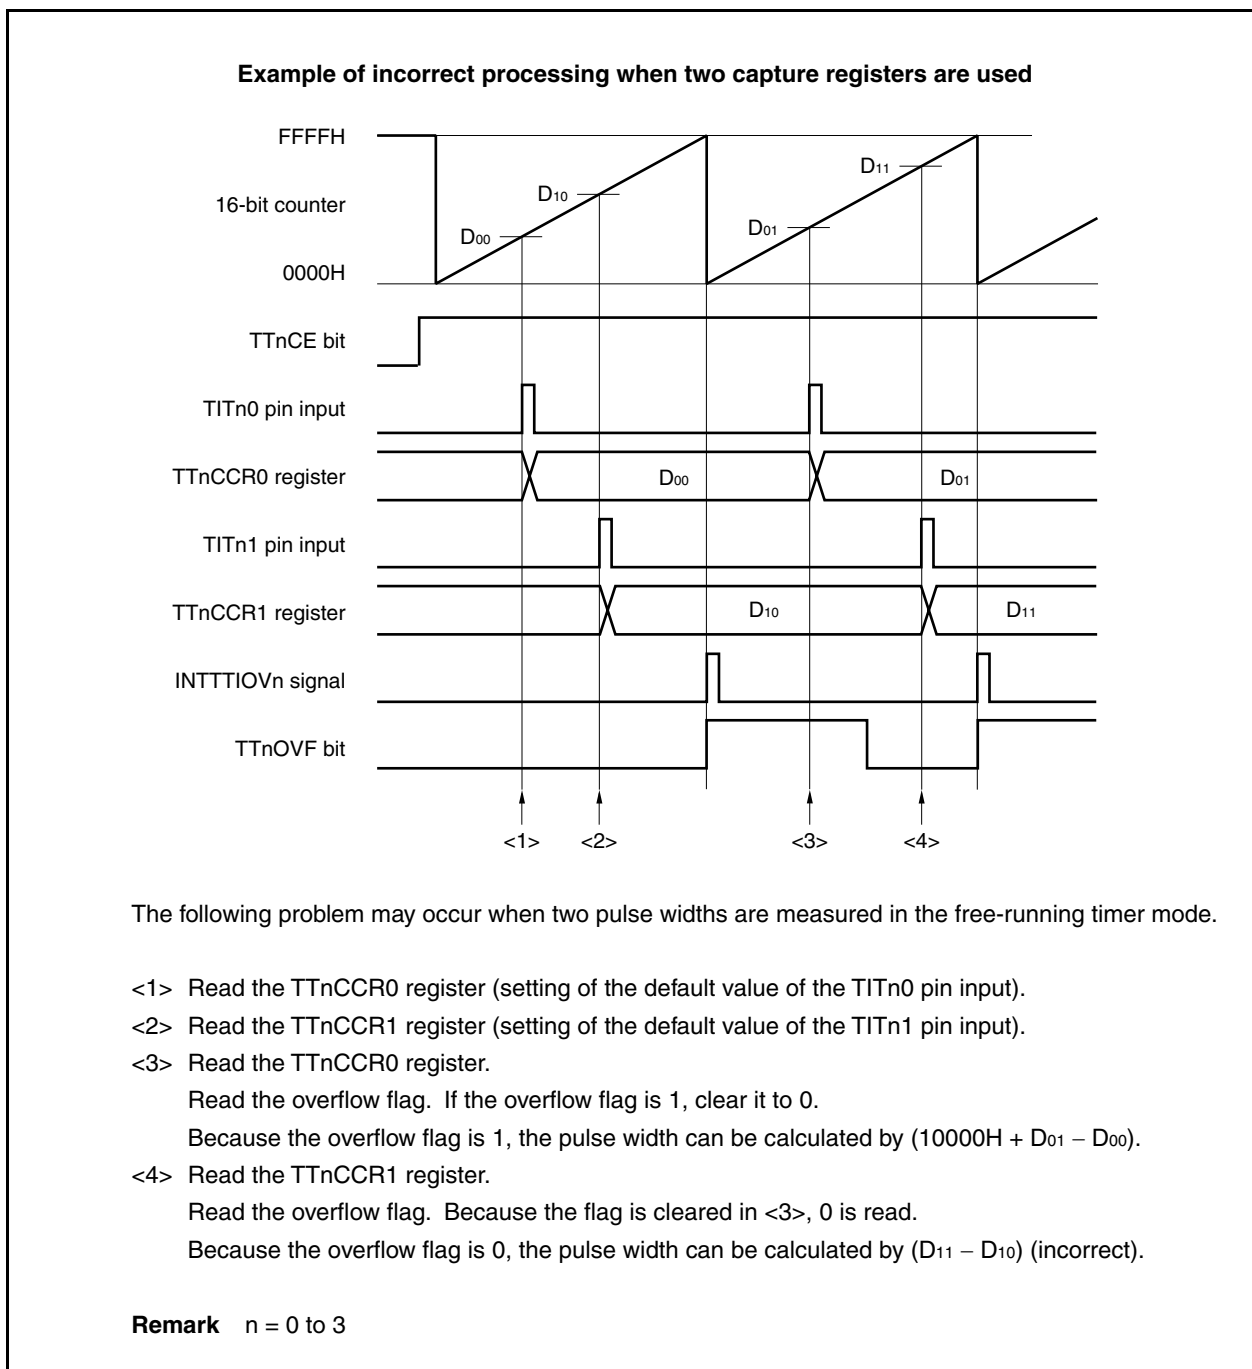 Example of incorrect processing when two capture registers are used
FFFFH
D11
D10
16-bit counter
D01
D00
0000H
TTnCE bit
TITn0 pin input
TTnCCR0 register
D00
D01
TITn1 pin input
TTnCCR1 register
D10
D11
INTTTIOVn signal
TTnOVF bit
<1> <2> <3> <4>
The following problem may occur when two pulse widths are measured in the free-running timer mode.
<1> Read the TTnCCR0 register (setting of the default value of the TITn0 pin input).
<2> Read the TTnCCR1 register (setting of the default value of the TITn1 pin input).
<3> Read the TTnCCR0 register.
Read the overflow flag. If the overflow flag is 1, clear it to 0.
Because the overflow flag is 1, the pulse width can be calculated by (10000H + D01 − D00).
<4> Read the TTnCCR1 register.
Read the overflow flag. Because the flag is cleared in <3>, 0 is read.
Because the overflow flag is 0, the pulse width can be calculated by (D11 − D10) (incorrect).
Remark n = 0 to 3